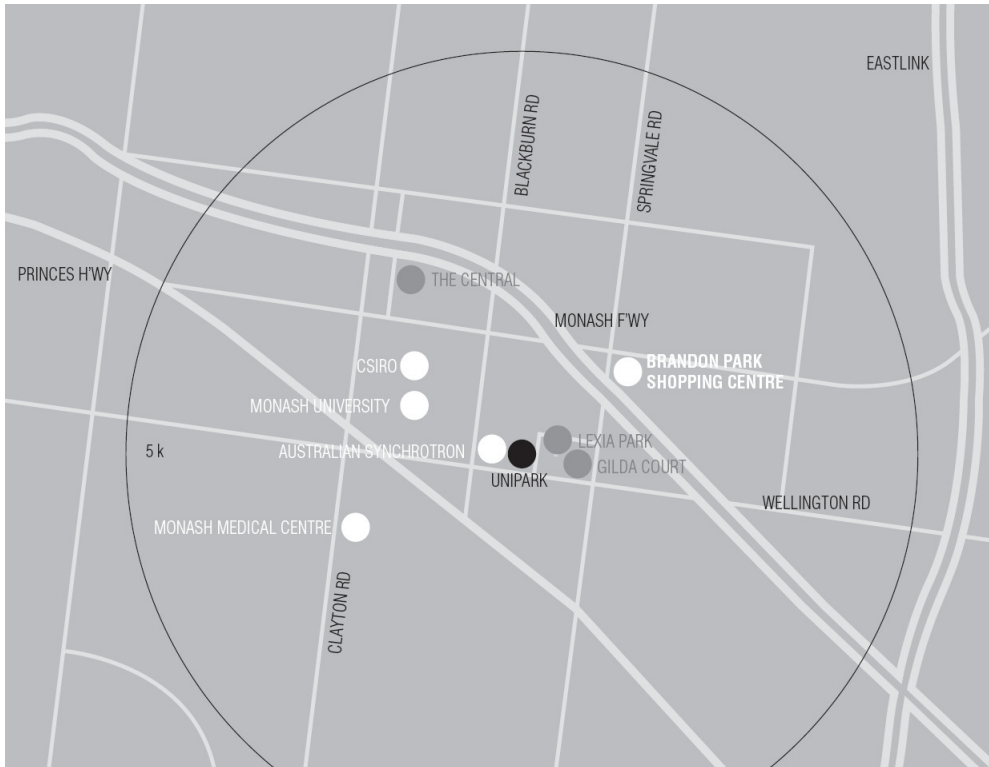 EASTLINK
BLACKBURN RD
SPRINGVALE RD
PRINCES H'WY
THE CENTRAL
MONASH F'WY
CSIRO
BRANDON PARK
SHOPPING CENTRE
MONASH UNIVERSITY
5 k
AUSTRALIAN SYNCHROTRON
LEXIA PARK
GILDA COURT
UNIPARK
WELLINGTON RD
MONASH MEDICAL CENTRE
CLAYTON RD